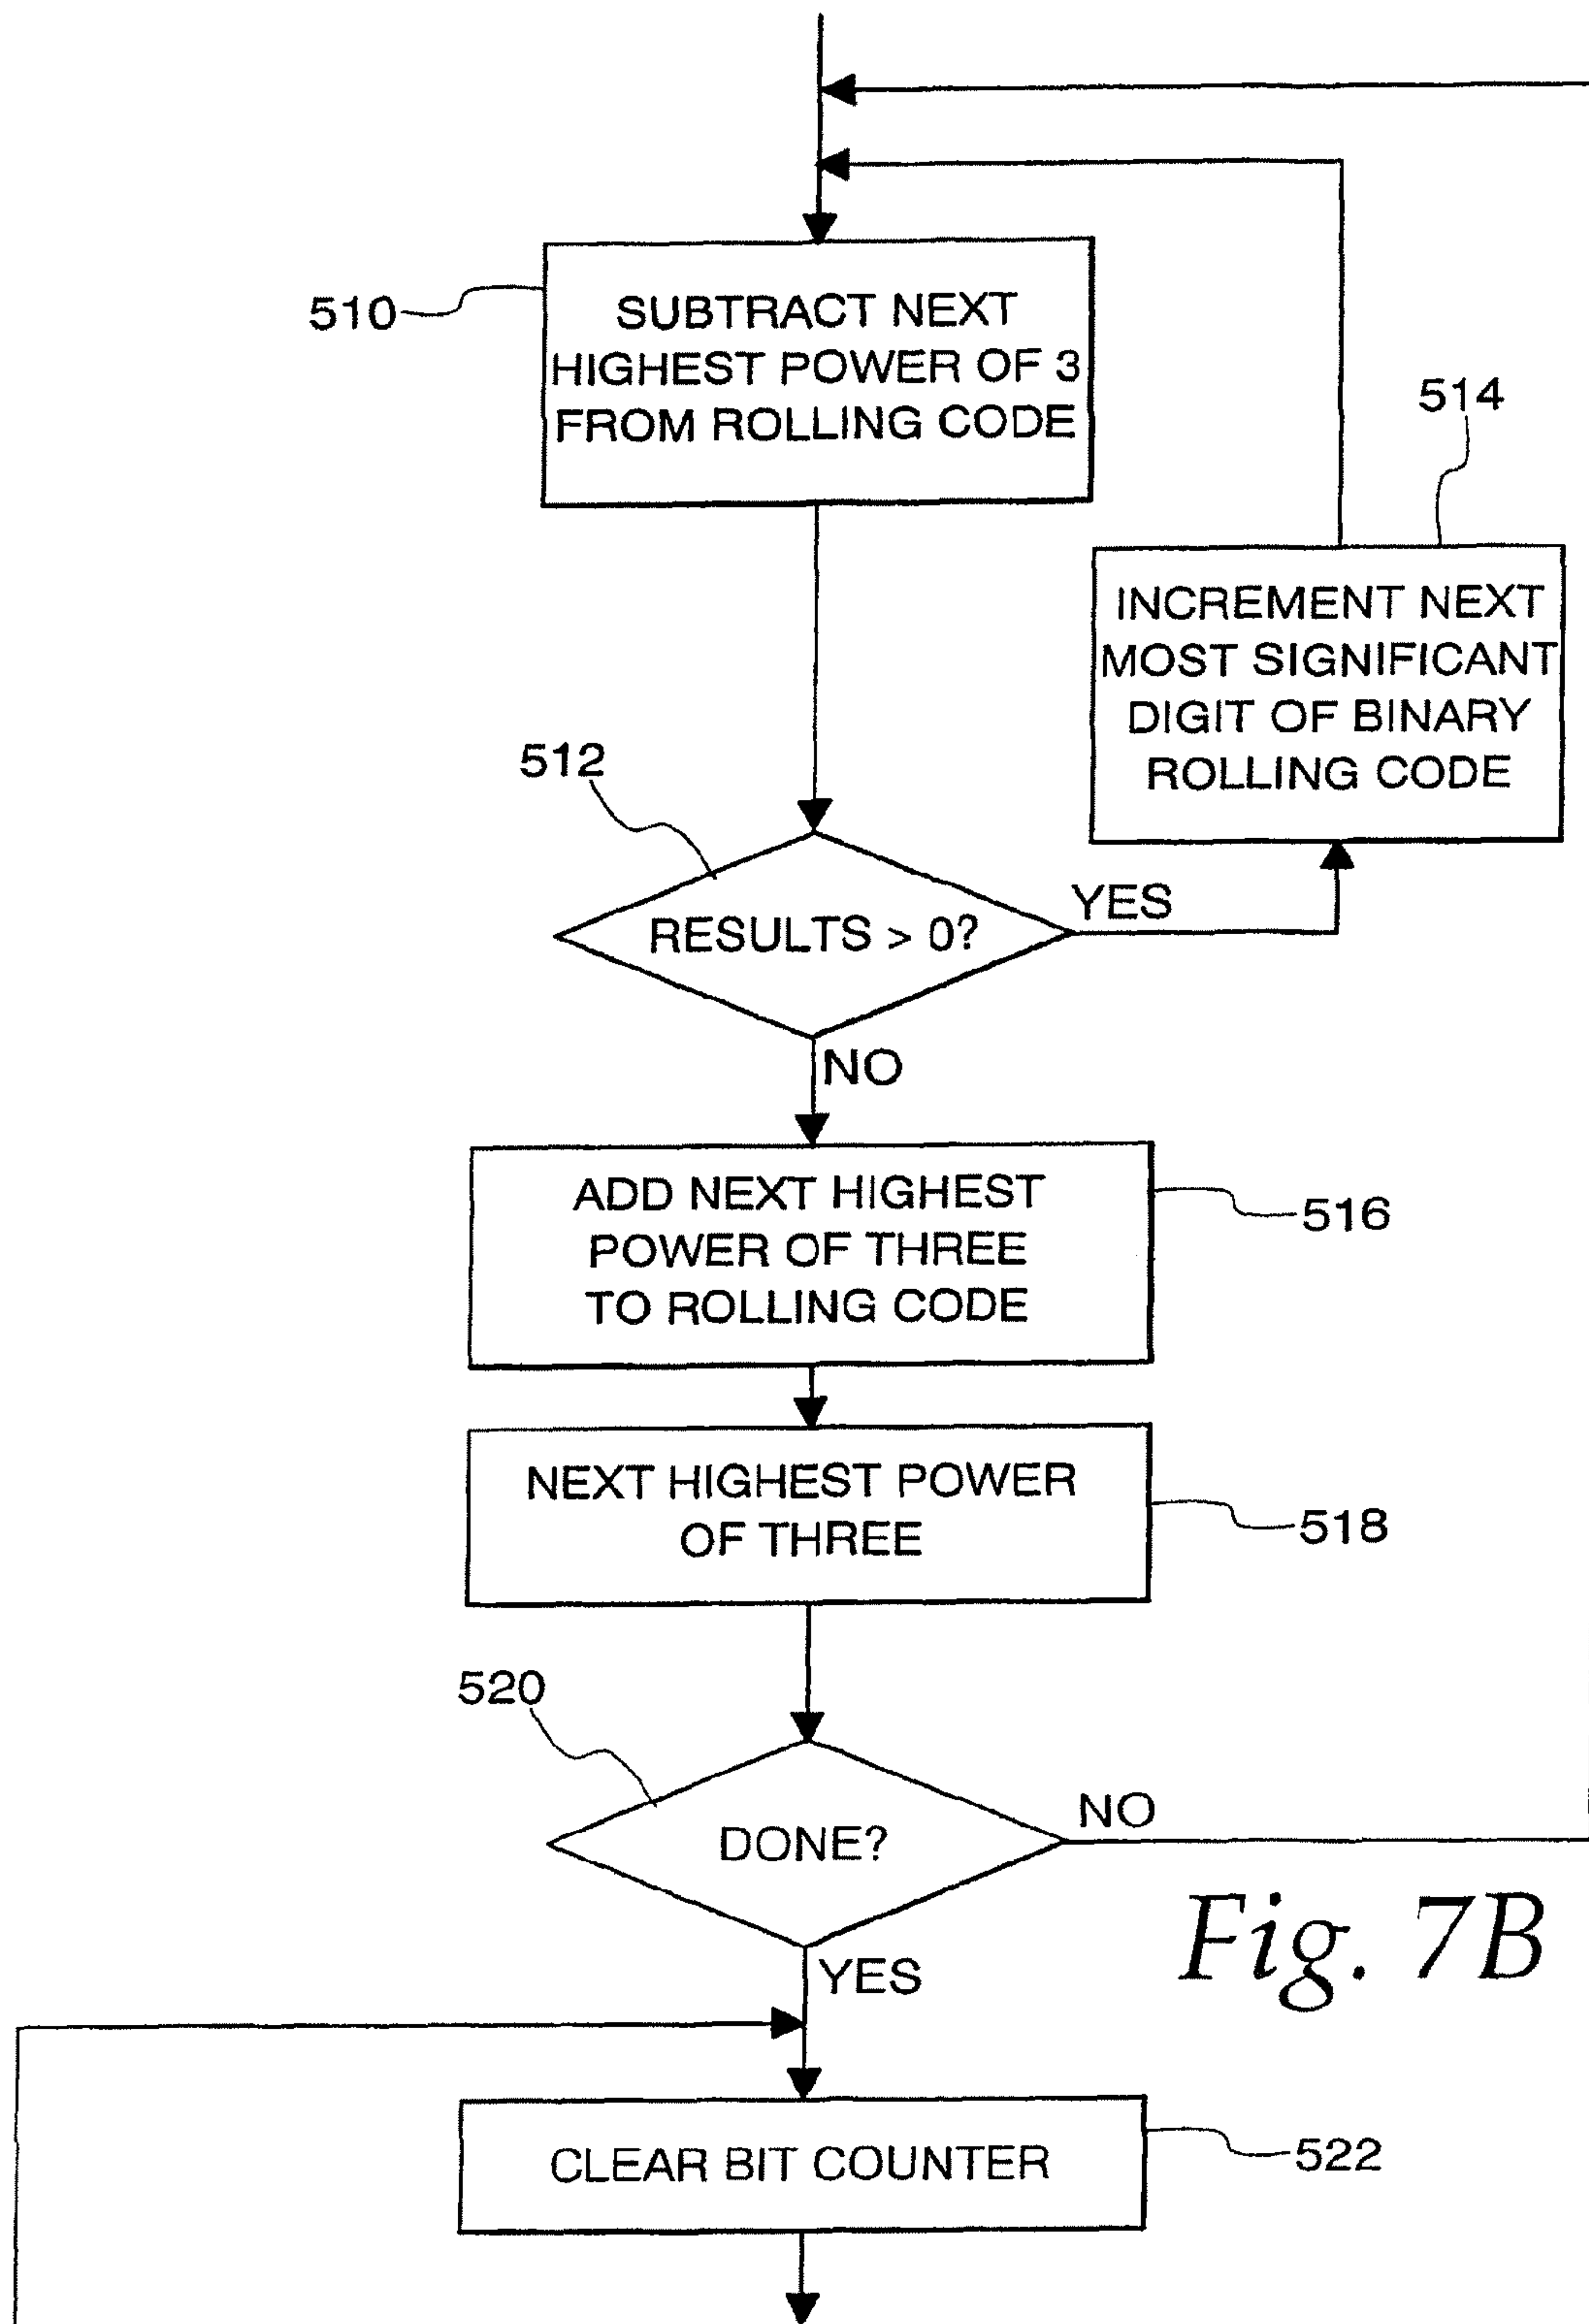 510
SUBTRACT NEXT
HIGHEST POWER OF 3
FROM ROLLING CODE
514
INCREMENT NEXT
MOST SIGNIFICANT
DIGIT OF BINARY
ROLLING CODE
512
RESULTS > 0?
YES
NO
ADD NEXT HIGHEST
POWER OF THREE
TO ROLLING CODE
516
NEXT HIGHEST POWER
OF THREE
518
520
DONE?
NO
YES
Fig. 7B
CLEAR BIT COUNTER
522